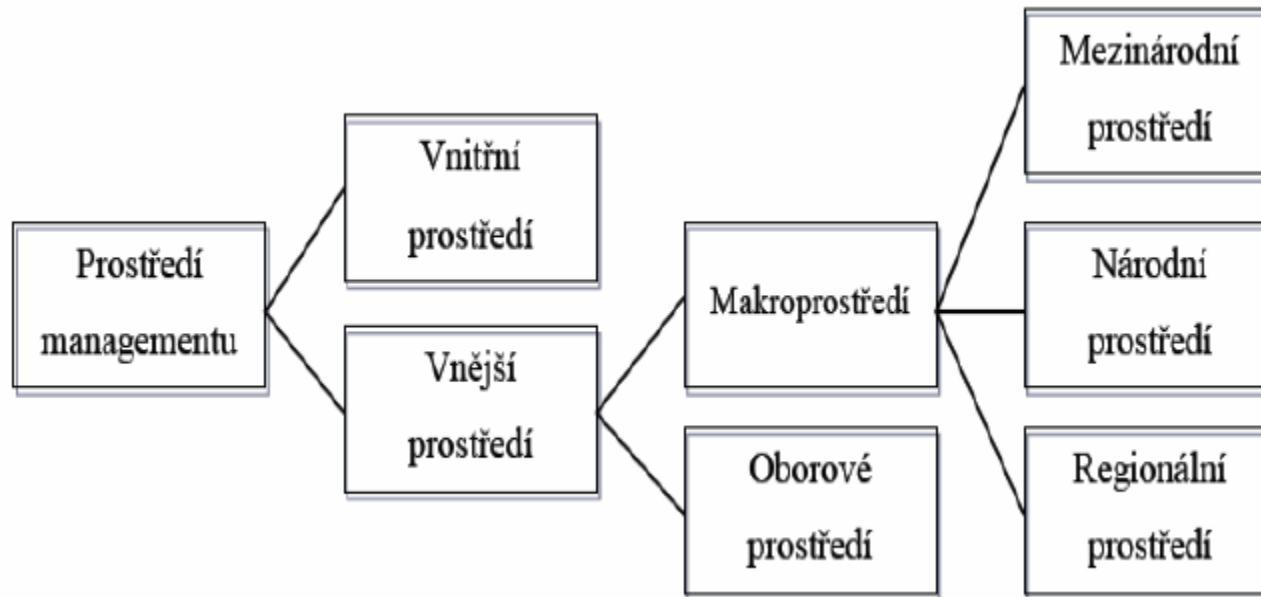 Prostředí
managementu
Vnitřní
prostředí
Vnější
prostředí
Makroprostředí
Oborové
prostředí
Mezinárodní
prostředí
Národní
prostředí
Regionální
prostředí